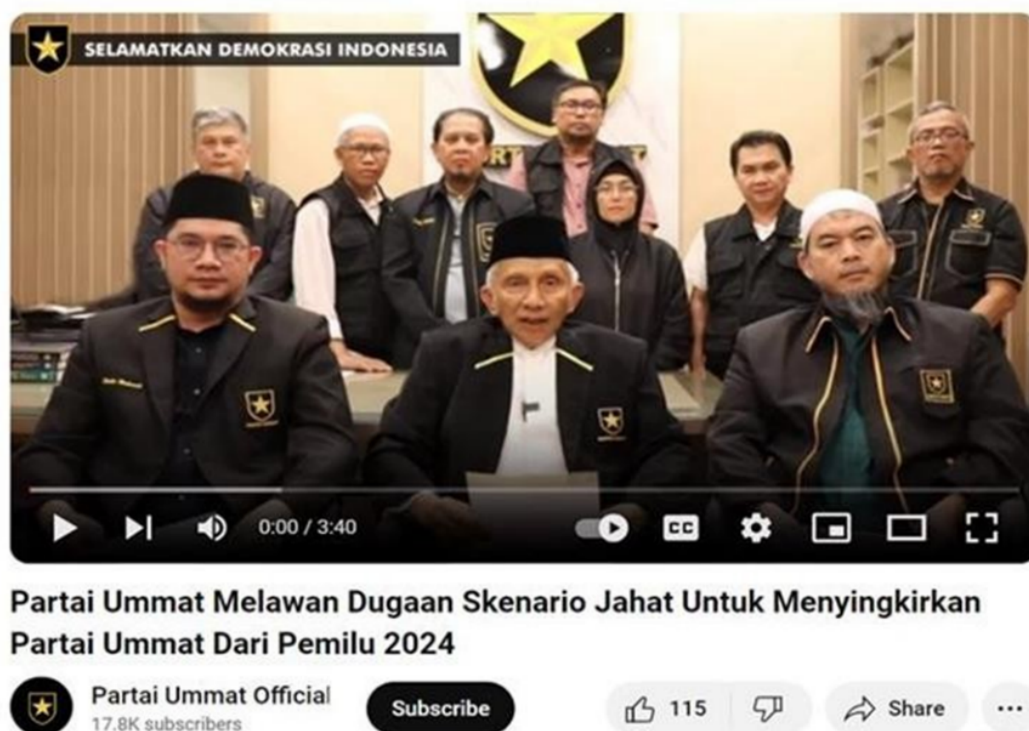 SELAMATKAN DEMOKRASI INDONESIA
0:00 / 3:40
CC
Partai Ummat Melawan Dugaan Skenario Jahat Untuk Menyingkirkan
Partai Ummat Dari Pemilu 2024
Partai Ummat Official
17.8K subscribers
Subscribe
115
Share